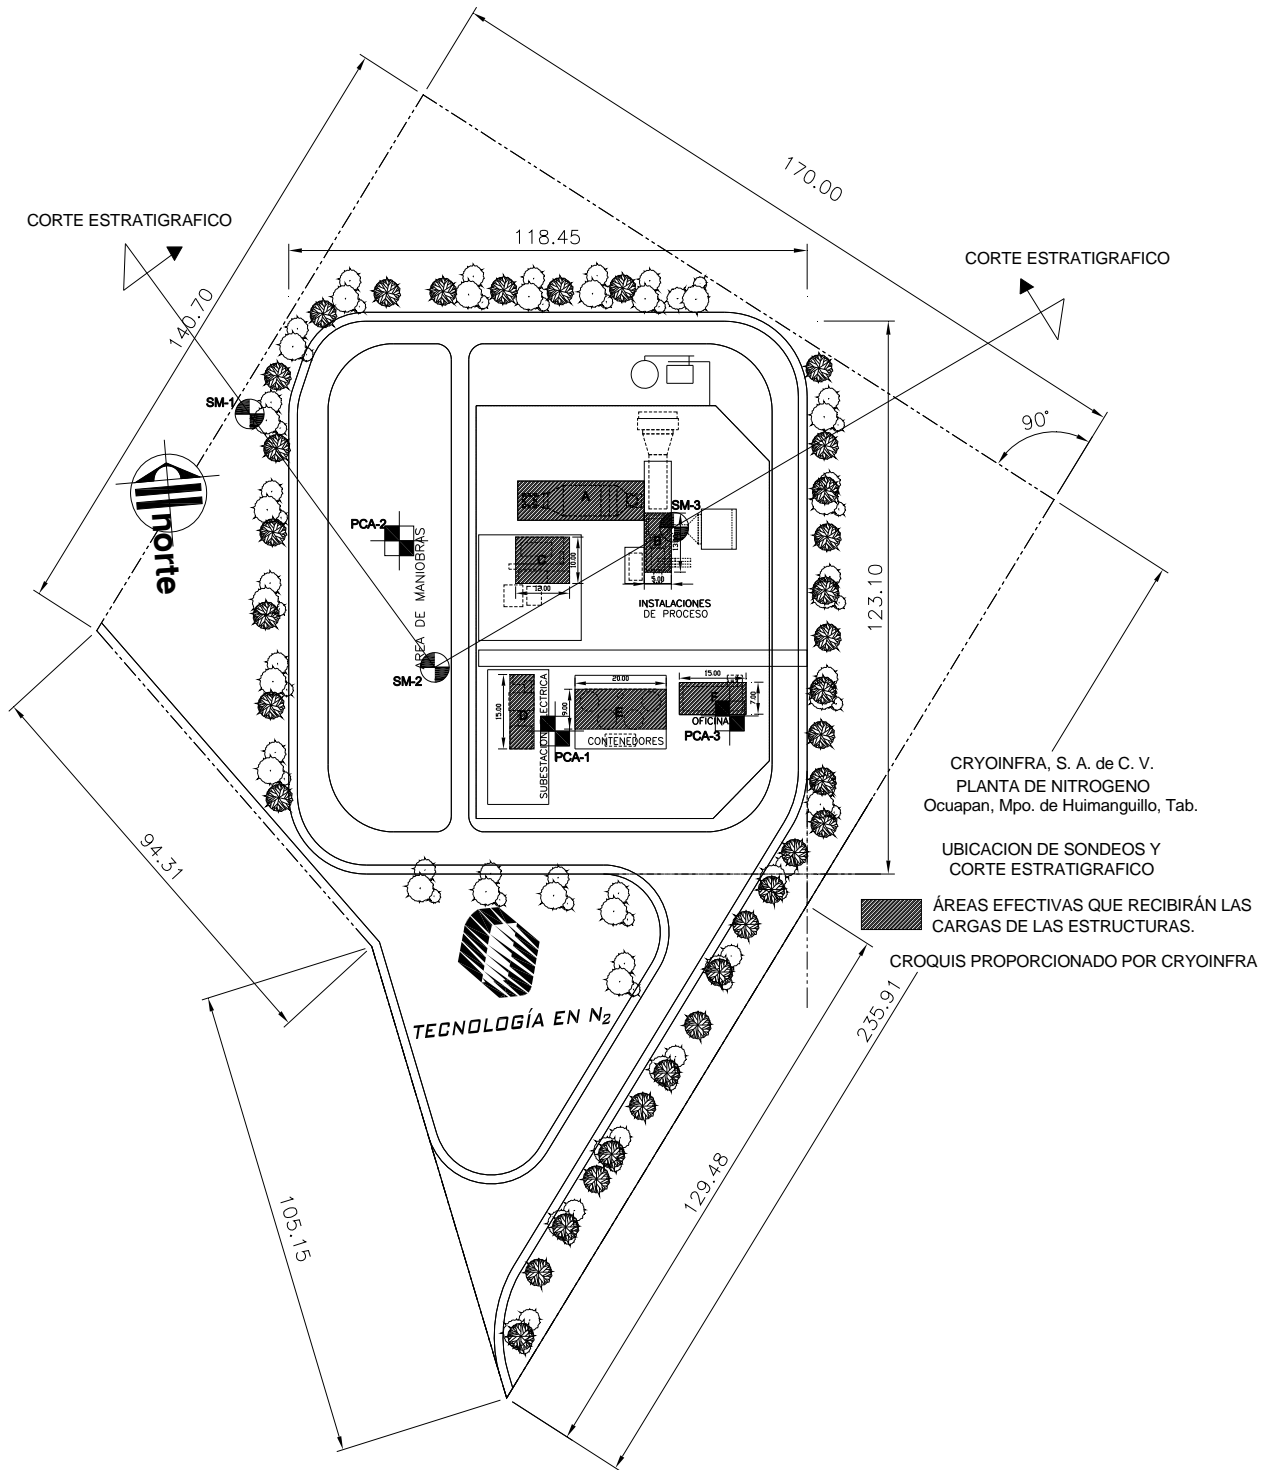 170.00
CORTE ESTRATIGRAFICO
118.45
CORTE ESTRATIGRAFICO
140.70
SM-1
90°
norte
A
SM-3
PCA-2
B
C
10.00
12.00
5.00
INSTALACIONES
DE PROCESO
AREA DE MANIOBRAS
123.10
SM-2
15.00
D
SUBESTACION ELECTRICA
20.00
9.00
E
CONTENEDORES
15.00
F
7.00
OFICINA
PCA-1
PCA-3
CRYOINFRA, S. A. de C. V.
PLANTA DE NITROGENO
Ocuapan, Mpo. de Huimanguillo, Tab.
UBICACION DE SONDEOS Y
CORTE ESTRATIGRAFICO
ÁREAS EFECTIVAS QUE RECIBIRÁN LAS
CARGAS DE LAS ESTRUCTURAS.
CROQUIS PROPORCIONADO POR CRYOINFRA
94.31
TECNOLOGÍA EN N2
235.91
129.48
105.15